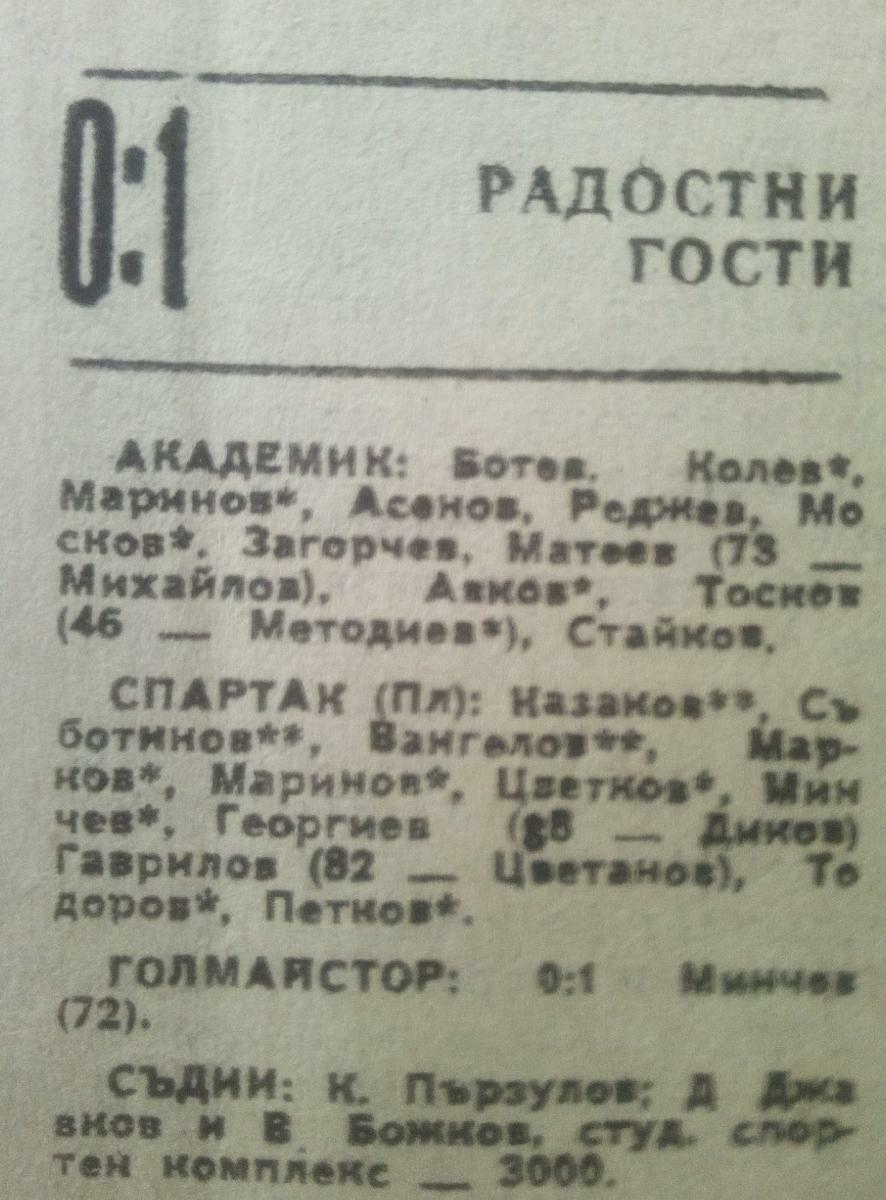 0:1
РАДОСТНИ
ГОСТИ
АКАДЕМИК: Ботев, Колев*,
Маринов*, Асенов, Реджев, Мо
сков*, Загорчев, Матеев (73 —
Михайлов), Аяков*, Тосков
(46 — Методиев*), Стайков.
СПАРТАК (Пл): Казаков**, Съ
ботинов**, Вангелов**, Мар-
ков*, Маринов*, Цветков*, Мин
чев*, Георгиев — Диков)
Гаврилов (82 — Цветанов), То
доров*, Петков*.
ГОЛМАЙСТОР: 0:1 Минчев
(72).
СЪДИИ: К. Пързулов; Д Джа
вков и В Божков, студ. спор-
тен комплекс — 3000.